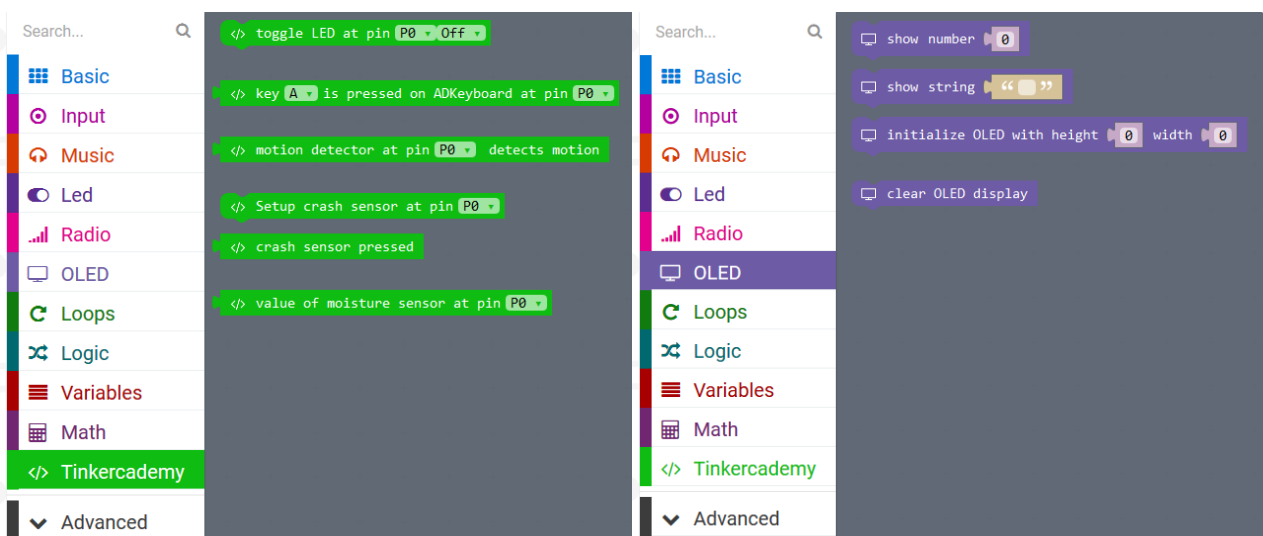 Search...
Basic
Input
Music
Led
Radio
OLED
Loops
Logic
Variables
Math
</> Tinkercademy
Advanced
</> toggle LED at pin P0 Off
</> key A is pressed on ADKeyboard at pin P0
</> motion detector at pin P0 detects motion
</> Setup crash sensor at pin P0
</> crash sensor pressed
</> value of moisture sensor at pin P0
Search...
Basic
Input
Music
Led
Radio
OLED
Loops
Logic
Variables
Math
</> Tinkercademy
Advanced
show number 0
show string “ ”
initialize OLED with height 0 width 0
clear OLED display